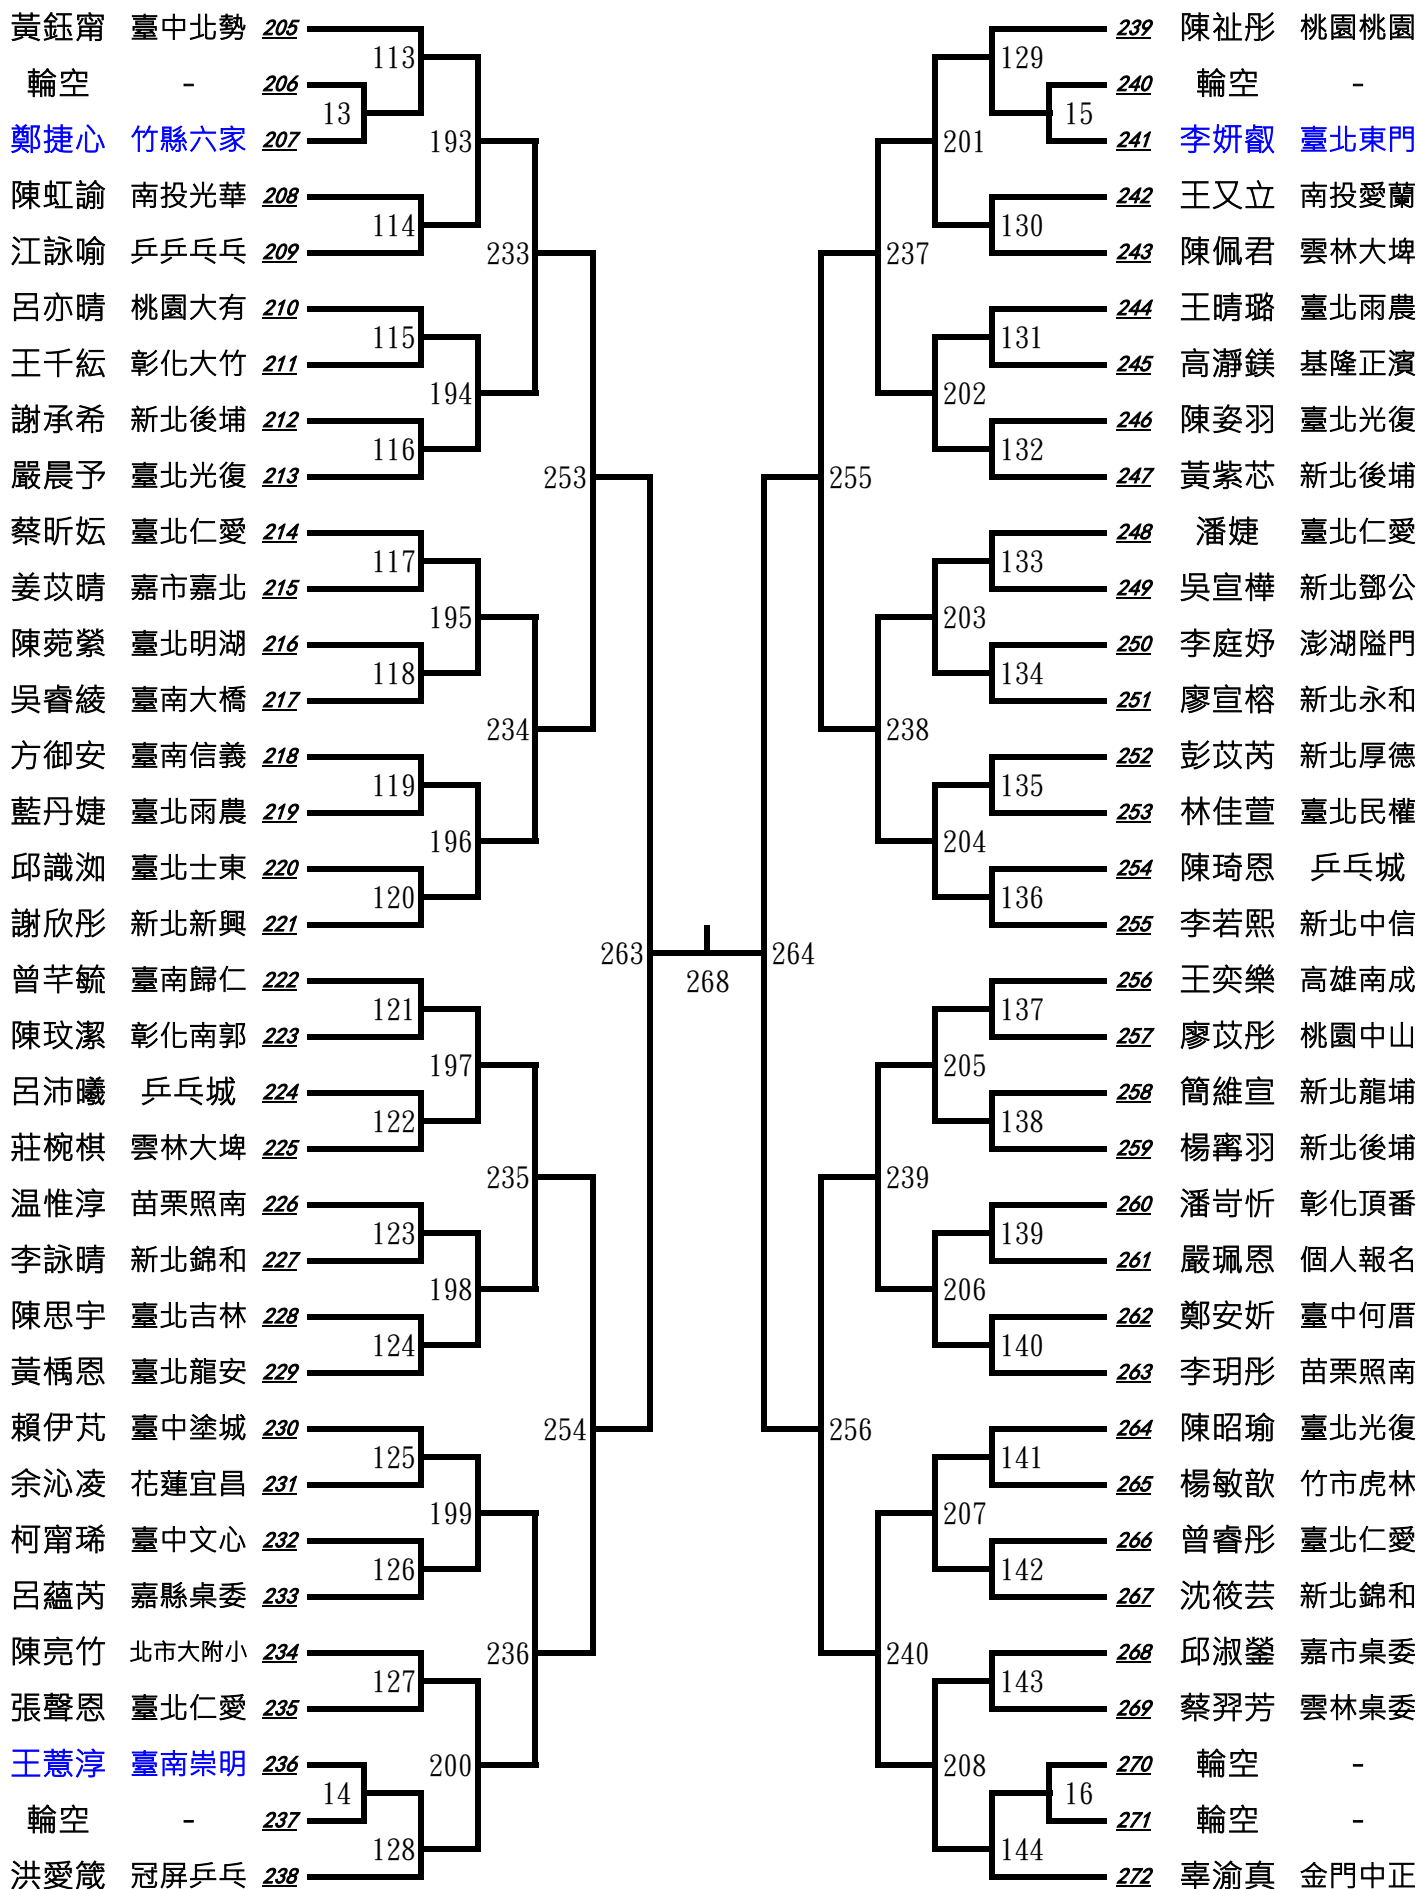 黃鈺甯 臺中北勢 205 239 陳祉彤 桃園桃園
113 129
輪空 - 206 240 輪空 -
13 15
鄭捷心 竹縣六家 207 193 201 241 李妍叡 臺北東門
陳虹諭 南投光華 208 242 王又立 南投愛蘭
114 130
江詠喻 乒乒乓乓 209 233 237 243 陳佩君 雲林大埤
呂亦晴 桃園大有 210 244 王晴璐 臺北雨農
115 131
王千紜 彰化大竹 211 245 高瀞鎂 基隆正濱
194 202
謝承希 新北後埔 212 246 陳姿羽 臺北光復
116 132
嚴晨予 臺北光復 213 253 255 247 黃紫芯 新北後埔
蔡昕妘 臺北仁愛 214 248 潘婕 臺北仁愛
117 133
姜苡晴 嘉市嘉北 215 249 吳宣樺 新北鄧公
195 203
陳菀縈 臺北明湖 216 250 李庭妤 澎湖隘門
118 134
吳睿綾 臺南大橋 217 251 廖宣榕 新北永和
234 238
方御安 臺南信義 218 252 彭苡芮 新北厚德
119 135
藍丹婕 臺北雨農 219 253 林佳萱 臺北民權
196 204
邱識洳 臺北士東 220 254 陳琦恩 乒乓城
120 136
謝欣彤 新北新興 221 255 李若熙 新北中信
263 264
268
曾芊毓 臺南歸仁 222 256 王奕樂 高雄南成
121 137
陳玟潔 彰化南郭 223 257 廖苡彤 桃園中山
197 205
呂沛曦 乒乓城 224 258 簡維宣 新北龍埔
122 138
莊椀棋 雲林大埤 225 259 楊寗羽 新北後埔
235 239
温惟淳 苗栗照南 226 260 潘岢忻 彰化頂番
123 139
李詠晴 新北錦和 227 261 嚴珮恩 個人報名
198 206
陳思宇 臺北吉林 228 262 鄭安妡 臺中何厝
124 140
黃楀恩 臺北龍安 229 263 李玥彤 苗栗照南
賴伊芃 臺中塗城 230 254 256 264 陳昭瑜 臺北光復
125 141
余沁凌 花蓮宜昌 231 265 楊敏歆 竹市虎林
199 207
柯甯琋 臺中文心 232 266 曾睿彤 臺北仁愛
126 142
呂蘊芮 嘉縣桌委 233 267 沈筱芸 新北錦和
陳亮竹 北市大附小 234 236 240 268 邱淑鎣 嘉市桌委
127 143
張聲恩 臺北仁愛 235 269 蔡羿芳 雲林桌委
王薏淳 臺南崇明 236 200 208 270 輪空 -
14 16
輪空 - 237 271 輪空 -
128 144
洪愛箴 冠屏乒乓 238 272 辜渝真 金門中正